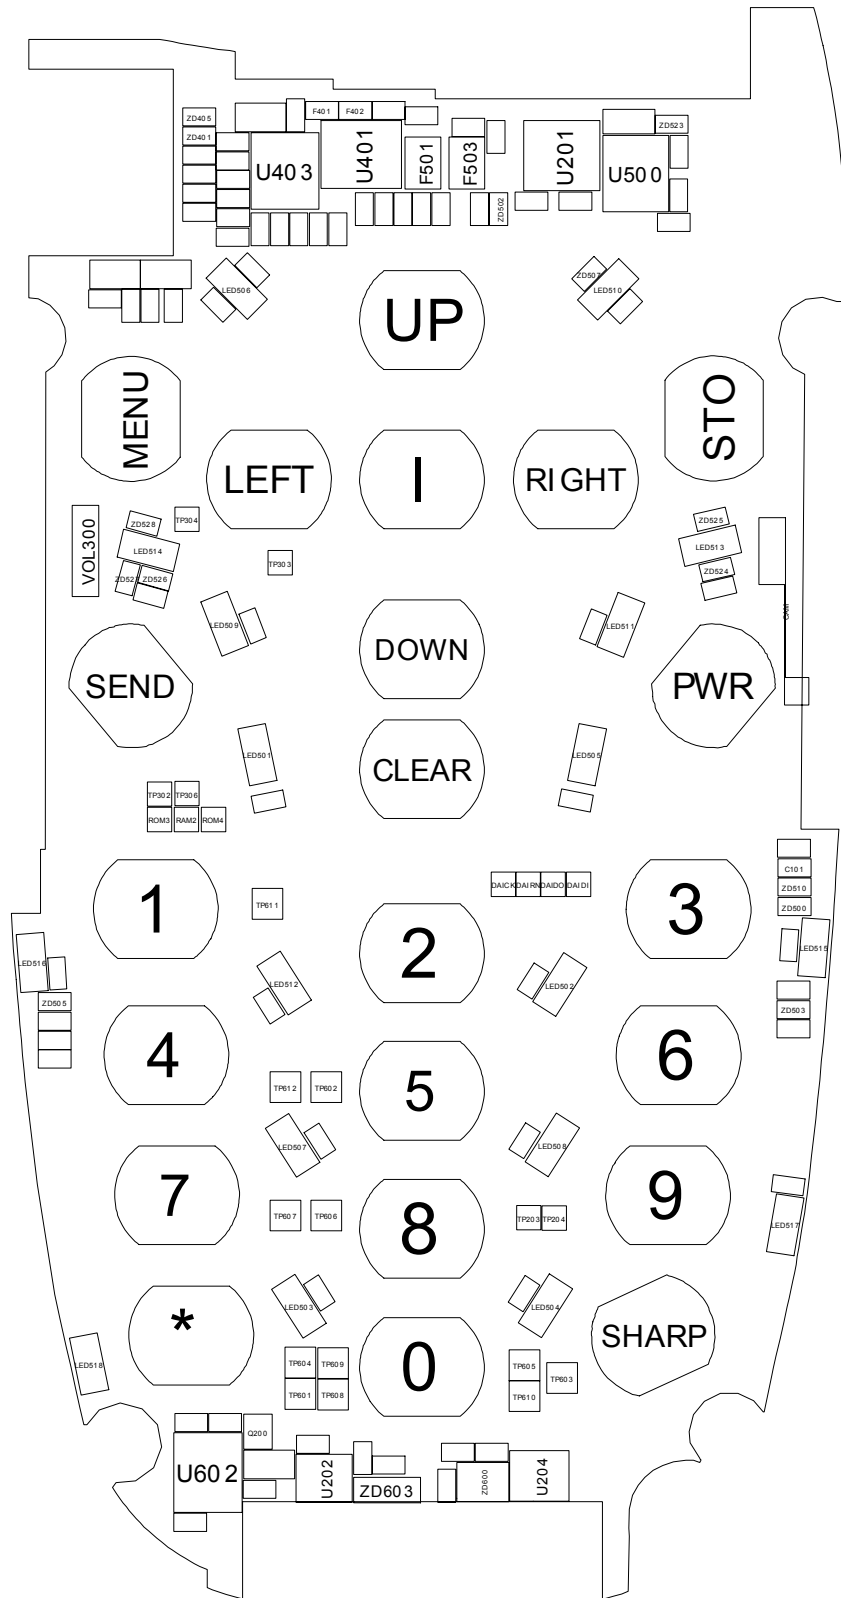 ZD405
F401
F402
ZD401
U403
U401
F501
F503
U201
U500
ZD523
ZD502
LED506
ZD507
LED510
UP
MENU
STO
LEFT
I
RIGHT
VOL300
ZD528
TP304
LED514
ZD526
TP303
ZD525
LED513
ZD524
CAM
LED509
LED511
DOWN
SEND
PWR
LED501
CLEAR
LED505
TP302
TP306
ROM3
RAM2
ROM4
C101
DAICK
DAIRN
DAIDO
DAIDI
ZD510
ZD500
1
TP611
3
2
LED516
LED515
LED512
LED502
ZD505
ZD503
4
6
TP612
TP602
5
LED507
LED508
7
9
TP607
TP606
8
TP203
TP204
LED517
LED503
LED504
*
SHARP
LED518
TP604
TP609
0
TP605
TP603
TP601
TP608
TP610
Q200
U602
U202
ZD603
ZD600
U204